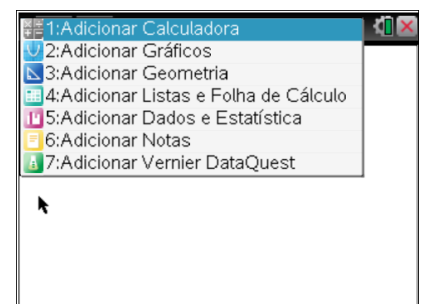 1:Adicionar Calculadora
2:Adicionar Gráficos
3:Adicionar Geometria
4:Adicionar Listas e Folha de Cálculo
5:Adicionar Dados e Estatística
6:Adicionar Notas
7:Adicionar Vernier DataQuest